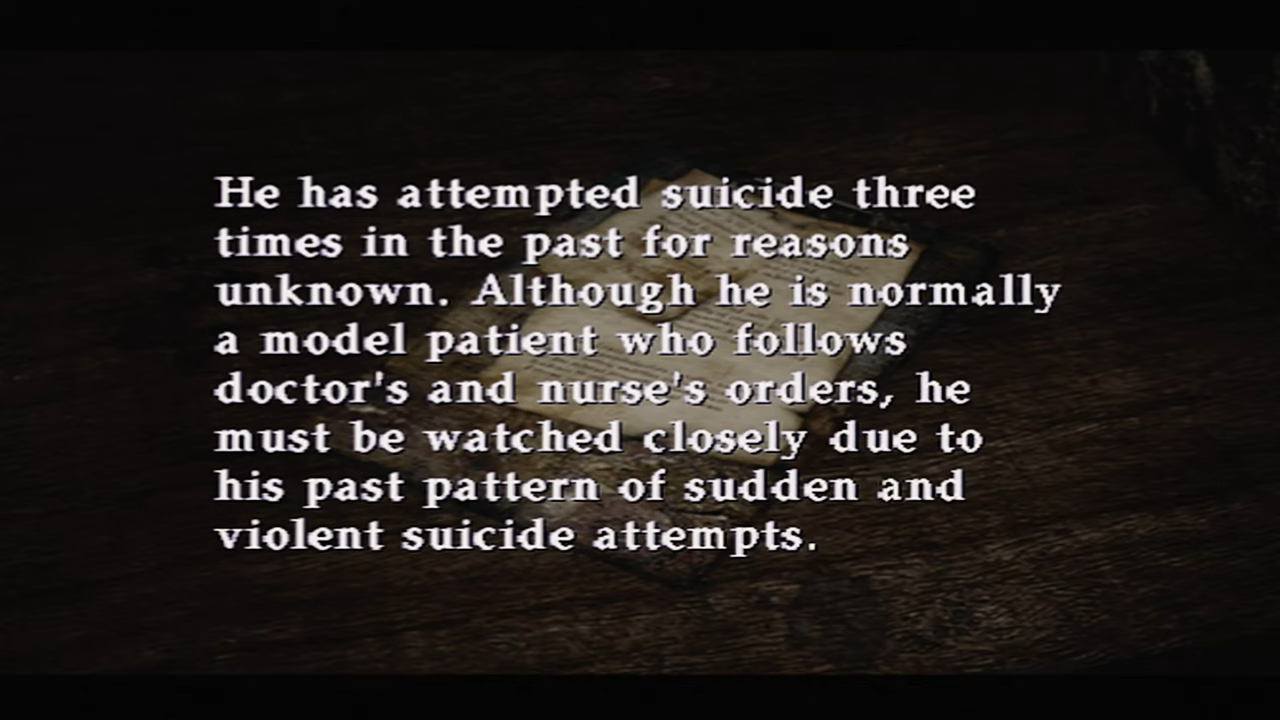 He has attempted suicide three
times in the past for reasons
unknown. Although he is normally
a model patient who follows
doctor's and nurse's orders, he
must be watched closely due to
his past pattern of sudden and
violent suicide attempts.